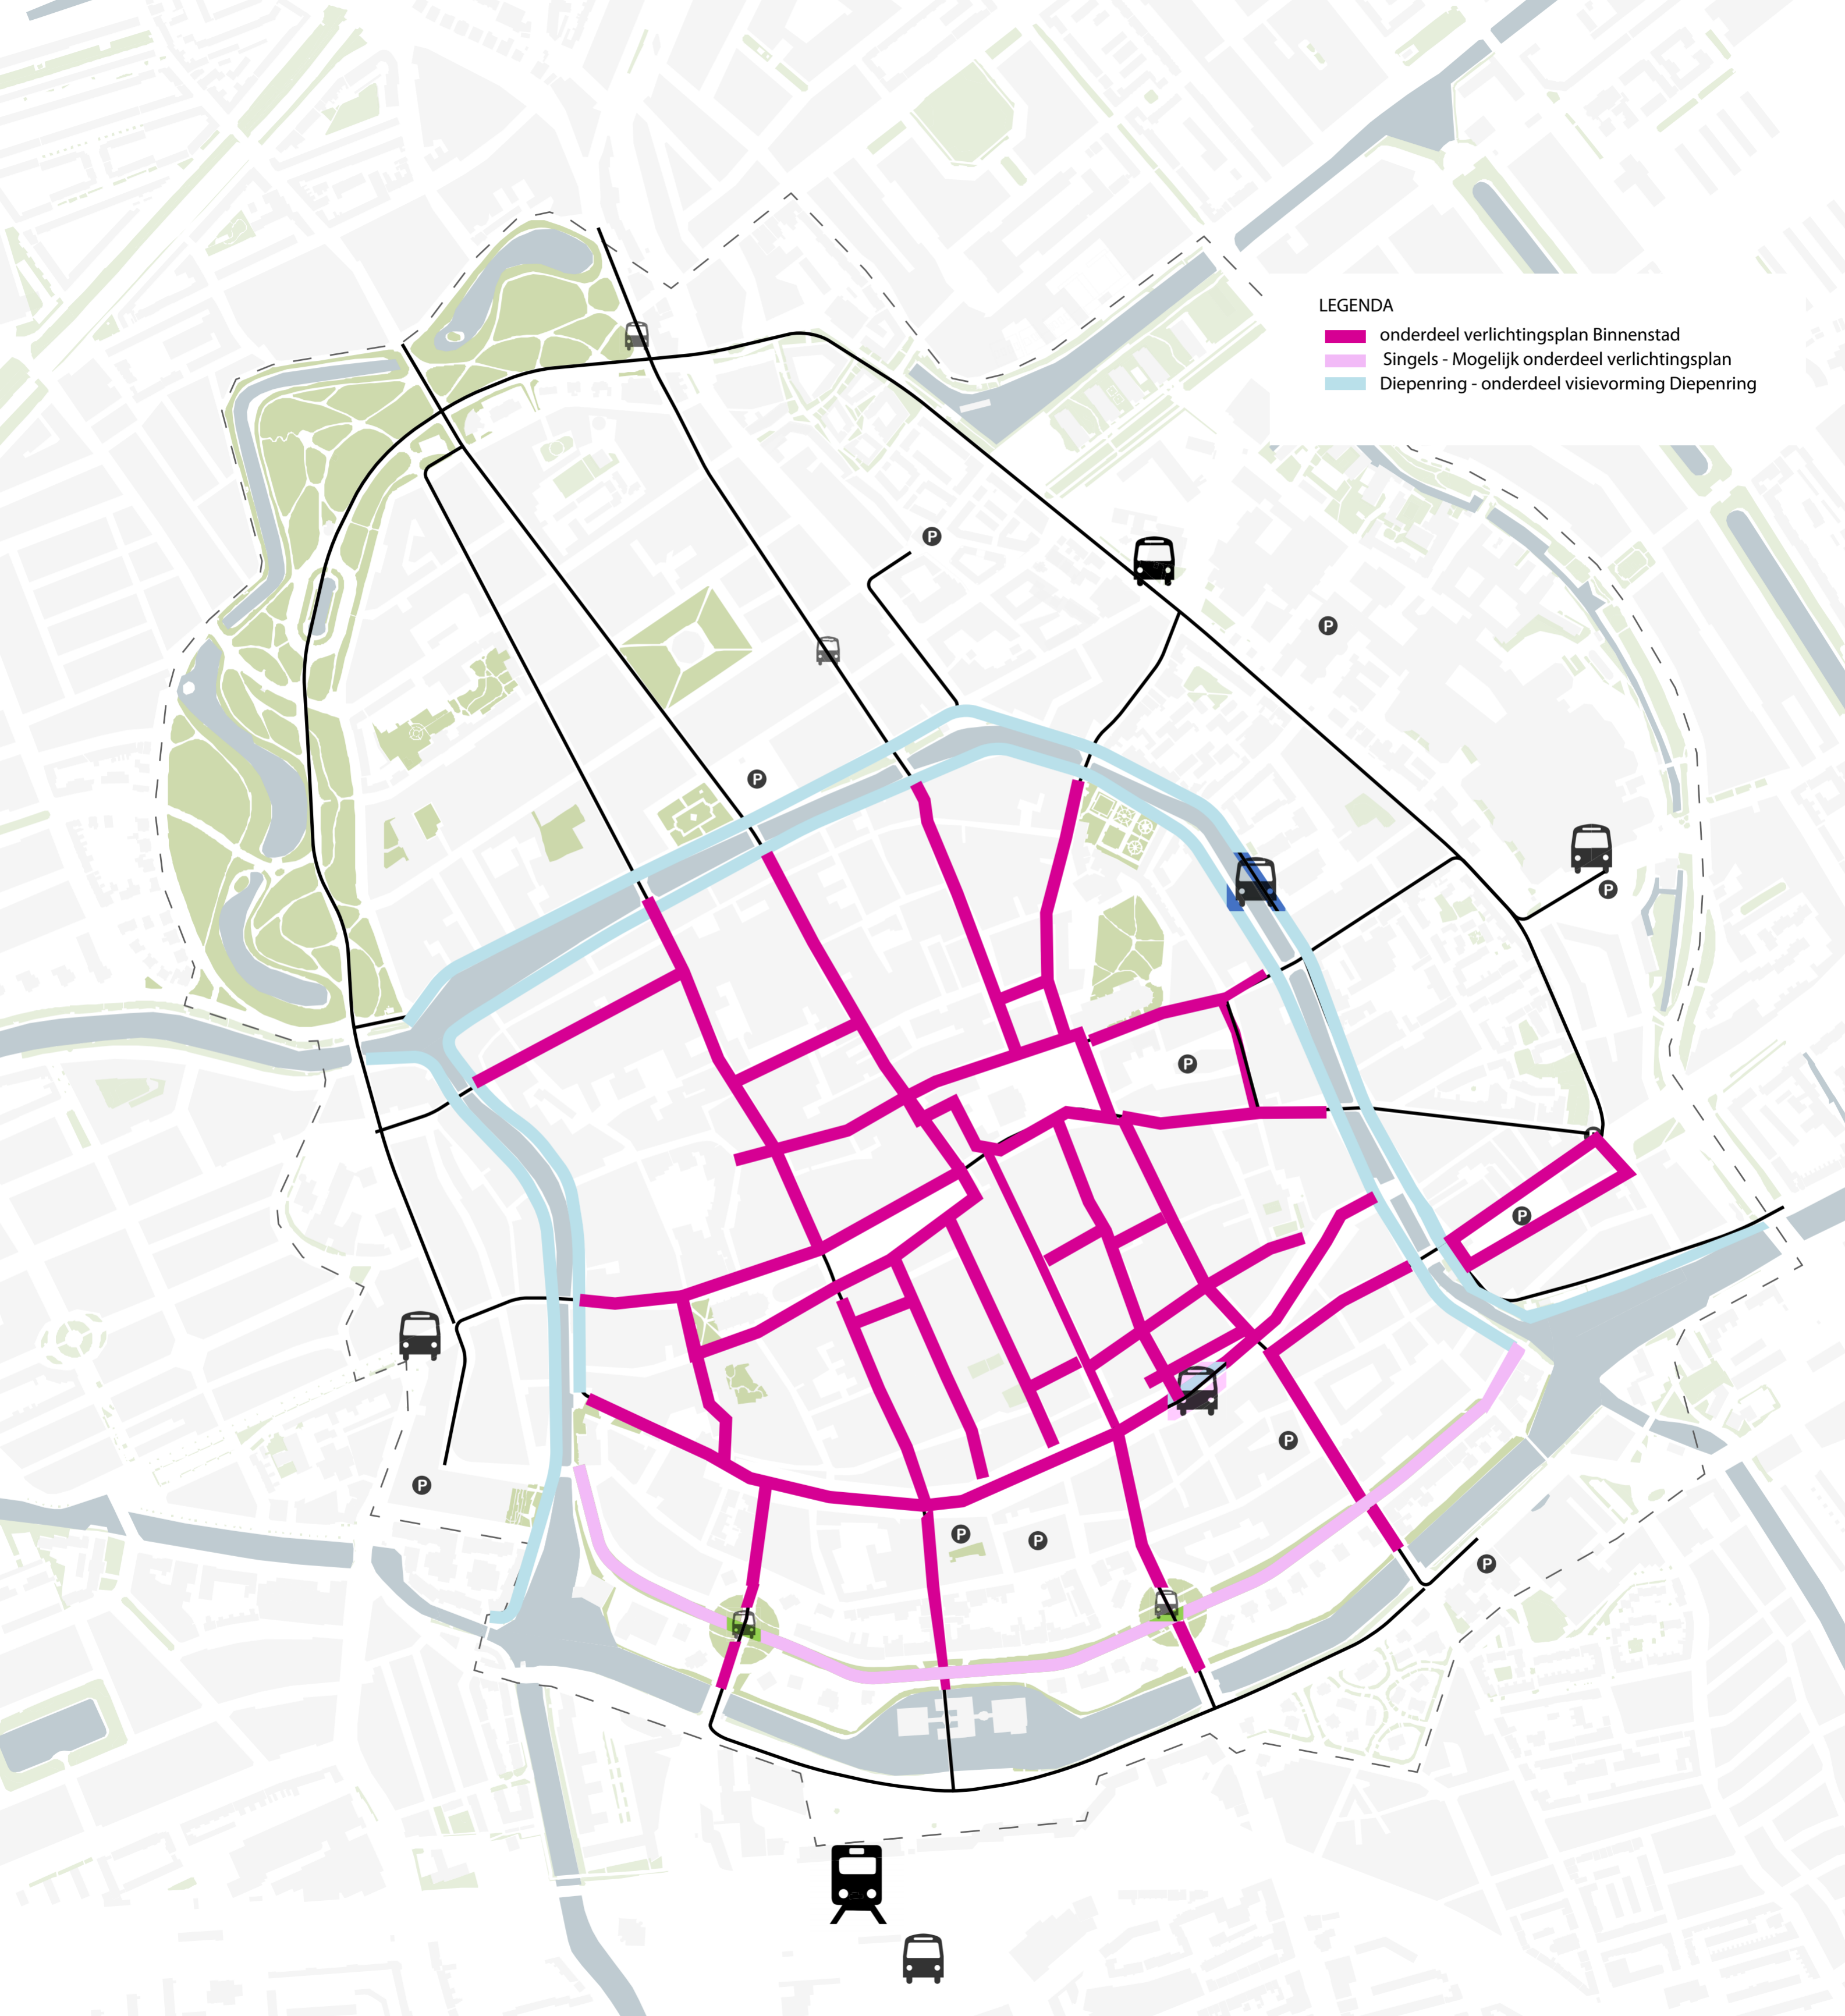 LEGENDA
onderdeel verlichtingsplan Binnenstad
Singels - Mogelijk onderdeel verlichtingsplan
Diepenring - onderdeel visievorming Diepenring
P
P
P
P
P
P
P
P
P
P
P